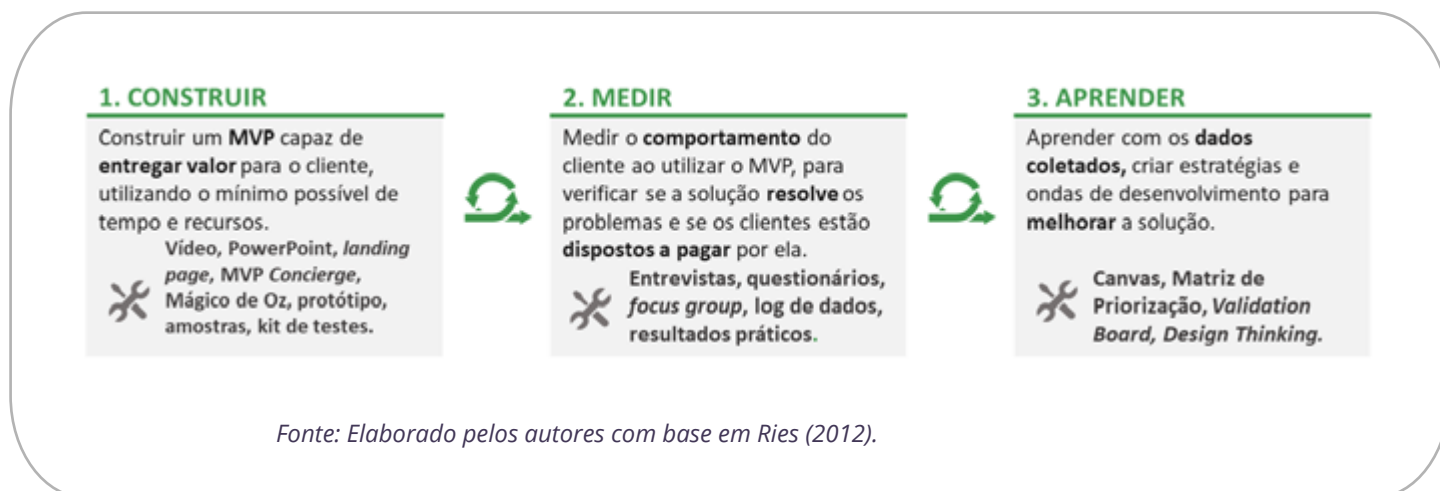 1. CONSTRUIR
Construir um MVP capaz de
entregar valor para o cliente,
utilizando o mínimo possível de
tempo e recursos.
Vídeo, PowerPoint, landing
page, MVP Concierge,
Mágico de Oz, protótipo,
amostras, kit de testes.
2. MEDIR
Medir o comportamento do
cliente ao utilizar o MVP, para
verificar se a solução resolve os
problemas e se os clientes estão
dispostos a pagar por ela.
Entrevistas, questionários,
focus group, log de dados,
resultados práticos.
3. APRENDER
Aprender com os dados
coletados, criar estratégias e
ondas de desenvolvimento para
melhorar a solução.
Canvas, Matriz de
Priorização, Validation
Board, Design Thinking.
Fonte: Elaborado pelos autores com base em Ries (2012).